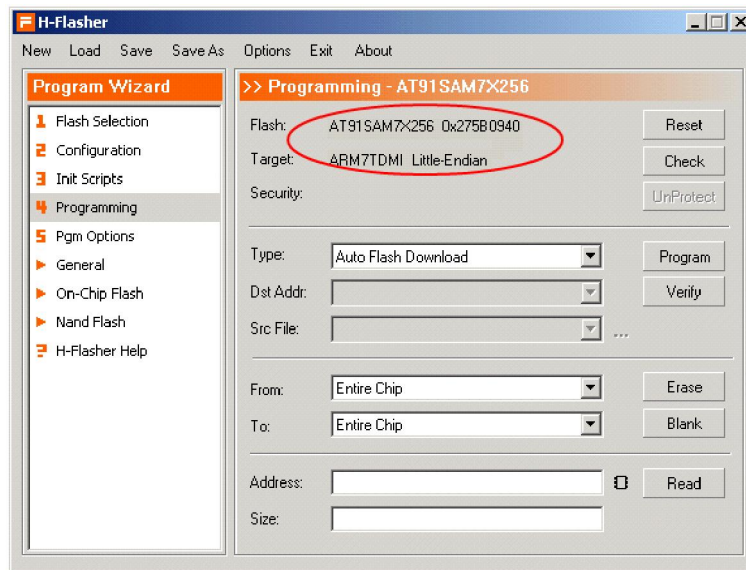 H-Flasher
New Load Save Save As Options Exit About
Program Wizard
1 Flash Selection
2 Configuration
3 Init Scripts
4 Programming
5 Pgm Options
General
On-Chip Flash
Nand Flash
? H-Flasher Help
>> Programming - AT91SAM7X256
Flash: AT91SAM7X256 0x275B0940 Reset
Target: ARM7TDMI Little-Endian Check
Security: UnProtect
Type: Auto Flash Download Program
Dst Addr: Verify
Src File: ...
From: Entire Chip Erase
To: Entire Chip Blank
Address: Read
Size: